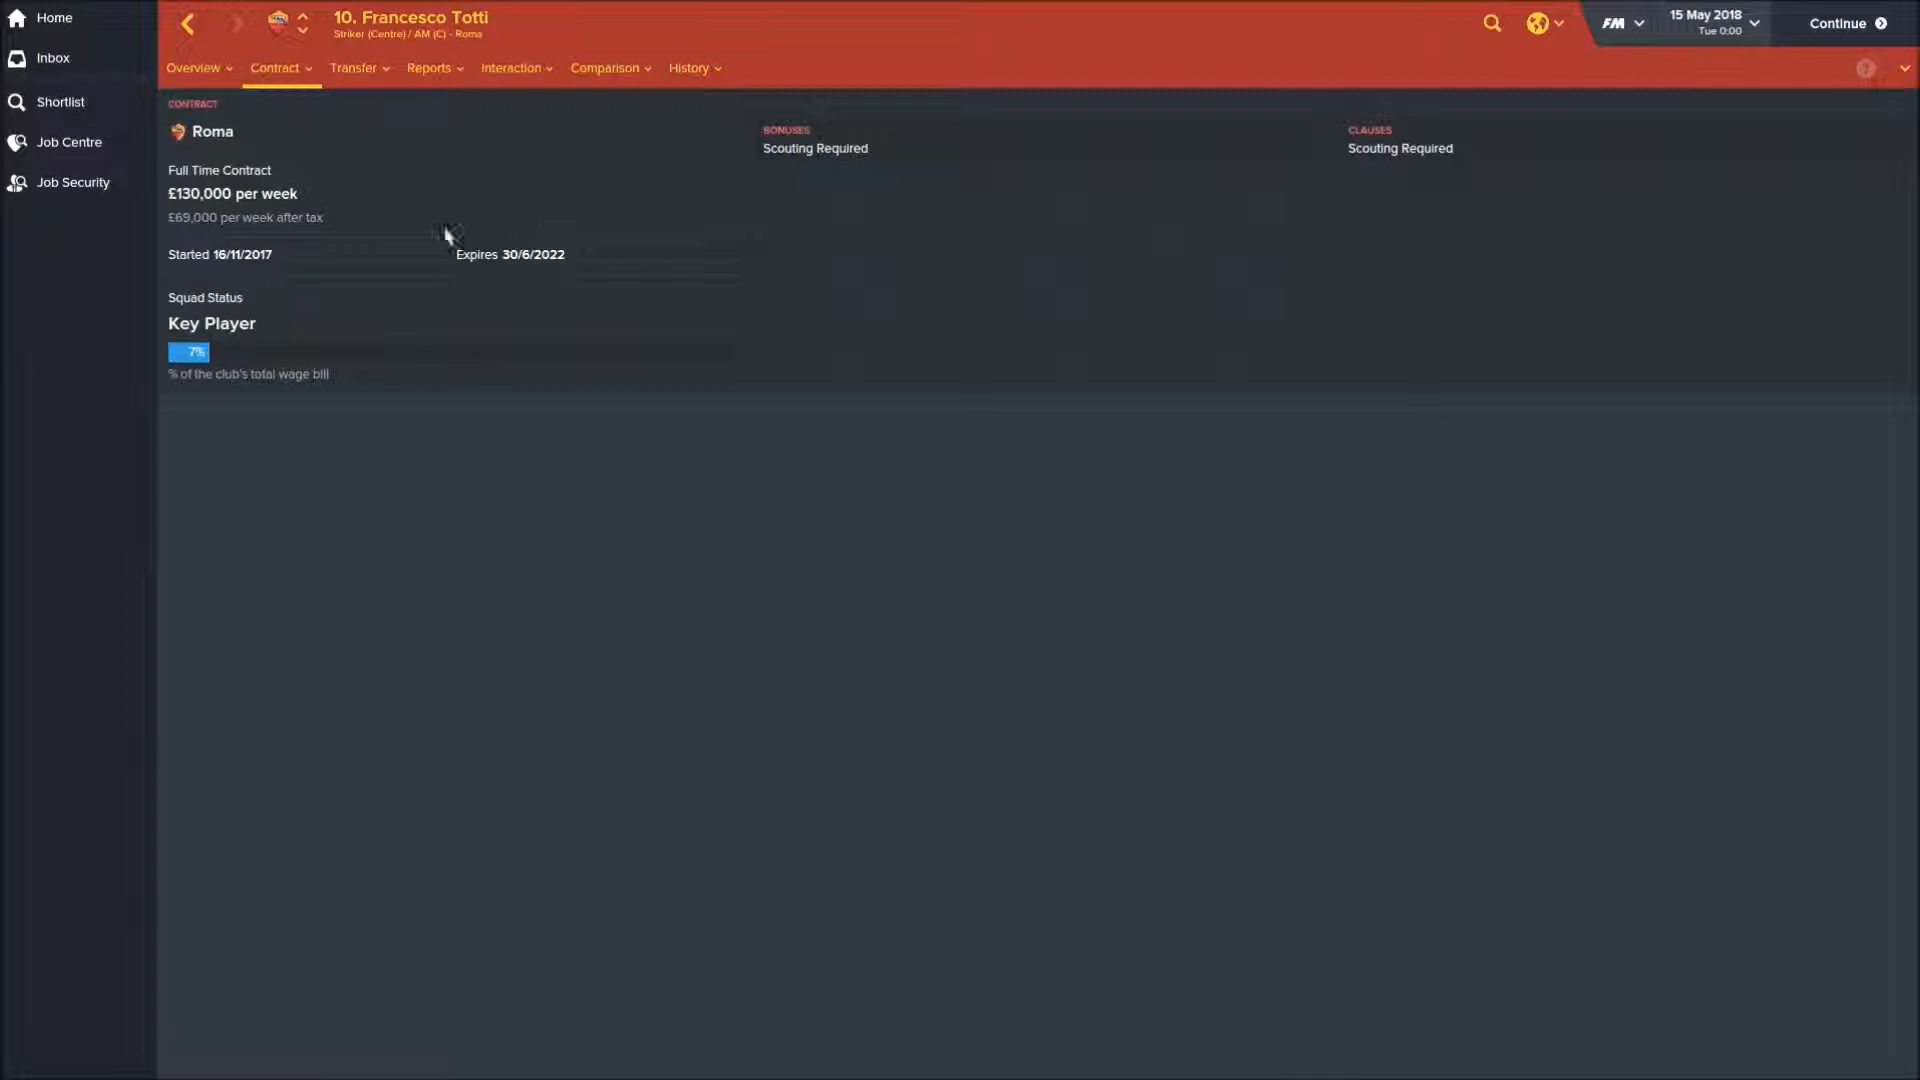 Home
Inbox
Shortlist
Job Centre
Job Security
10. Francesco Totti
Striker (Centre) / AM (C) - Roma
FM
15 May 2018
Tue 0:00
Continue
Overview
Contract
Transfer
Reports
Interaction
Comparison
History
?
CONTRACT
Roma
Full Time Contract
£130,000 per week
£69,000 per week after tax
Started 16/11/2017
Expires 30/6/2022
Squad Status
Key Player
7%
% of the club's total wage bill
BONUSES
Scouting Required
CLAUSES
Scouting Required